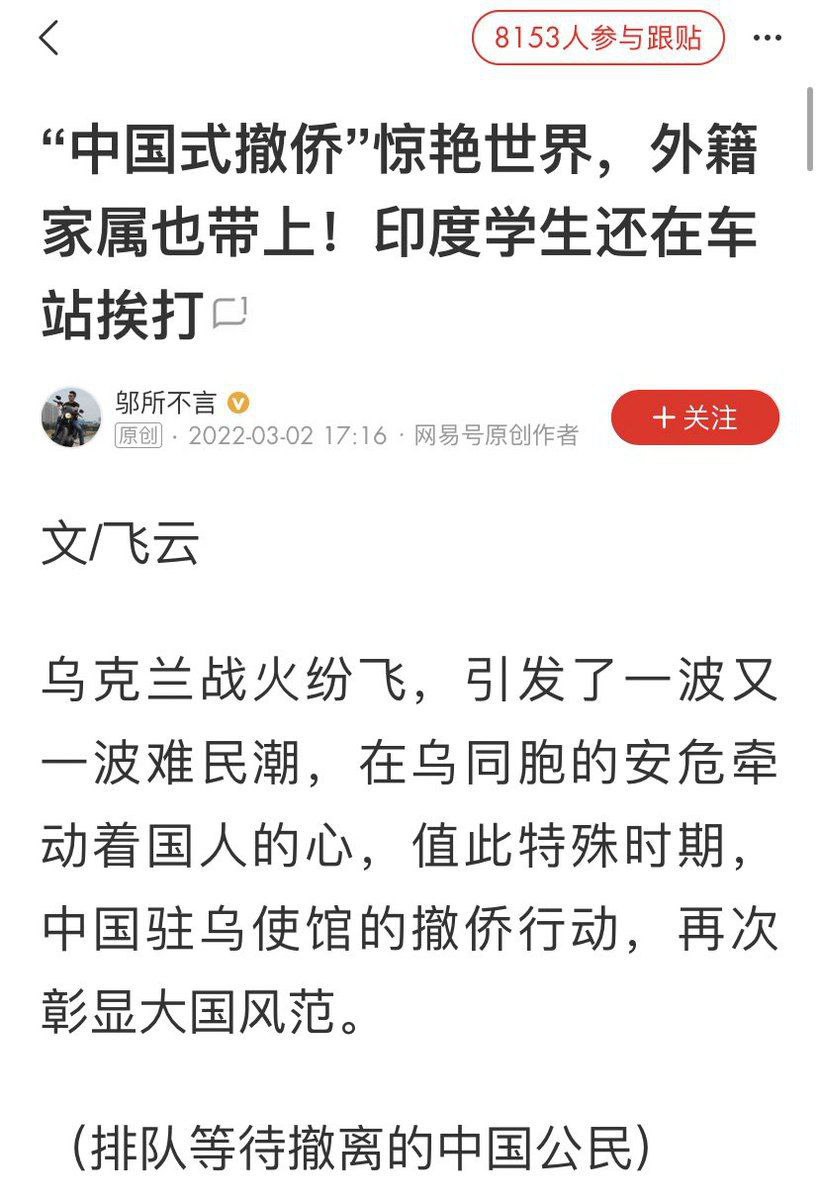 8153人参与跟贴
“中国式撤侨”惊艳世界，外籍
家属也带上！印度学生还在车
站挨打
邬所不言
原创 · 2022-03-02 17:16 · 网易号原创作者
+关注
文/飞云
乌克兰战火纷飞，引发了一波又
一波难民潮，在乌同胞的安危牵
动着国人的心，值此特殊时期，
中国驻乌使馆的撤侨行动，再次
彰显大国风范。
（排队等待撤离的中国公民）